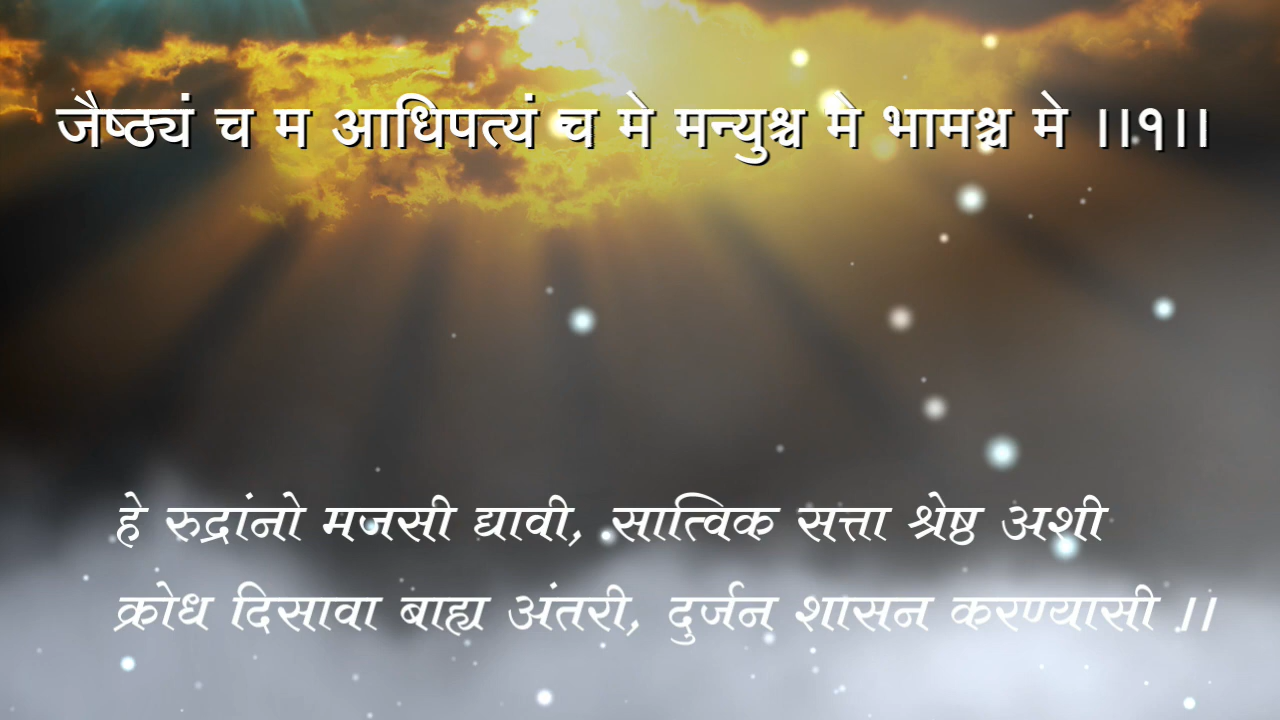 जैष्ठ्यं च म आधिपत्यं च मे मन्युश्च मे भामश्च मे ।।१।।
हे रुद्रांनो मजसी द्यावी, सात्विक सत्ता श्रेष्ठ अशी
क्रोध दिसावा बाह्य अंतरी, दुर्जन शासन करण्यासी ।।